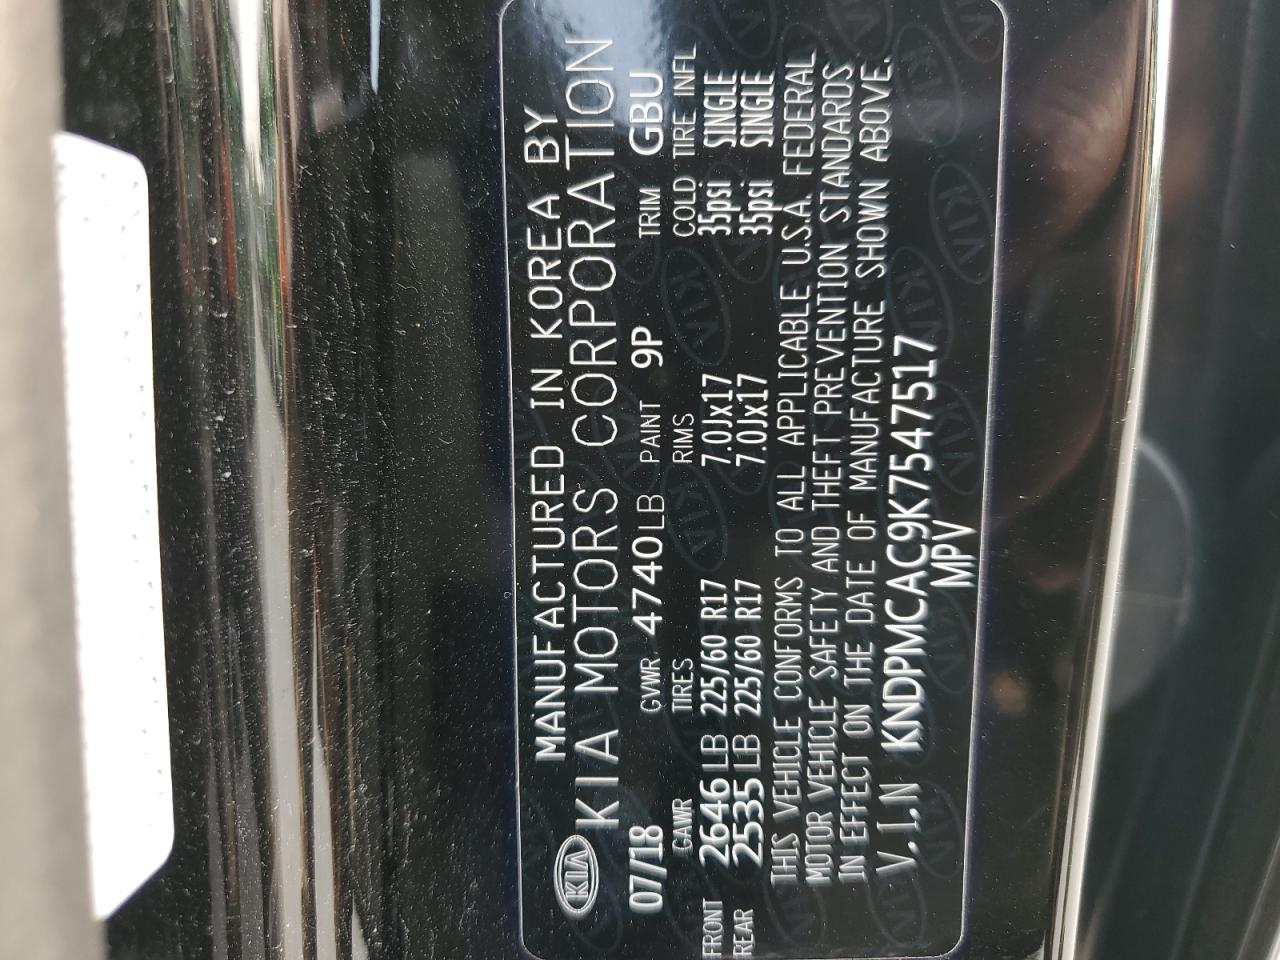 MANUFACTURED IN KOREA BY
KIA KIA MOTORS CORPORATION
07/18 GVWR 4740LB PAINT 9P TRIM GBU
GAWR TIRES RIMS COLD TIRE INFL
FRONT 2646LB 225/60 R17 7.0Jx17 35psi SINGLE
REAR 2535LB 225/60 R17 7.0Jx17 35psi SINGLE
THIS VEHICLE CONFORMS TO ALL APPLICABLE U.S.A. FEDERAL
MOTOR VEHICLE SAFETY AND THEFT PREVENTION STANDARDS
IN EFFECT ON THE DATE OF MANUFACTURE SHOWN ABOVE.
V.I.N KNDPMCAC9K7547517
MPV